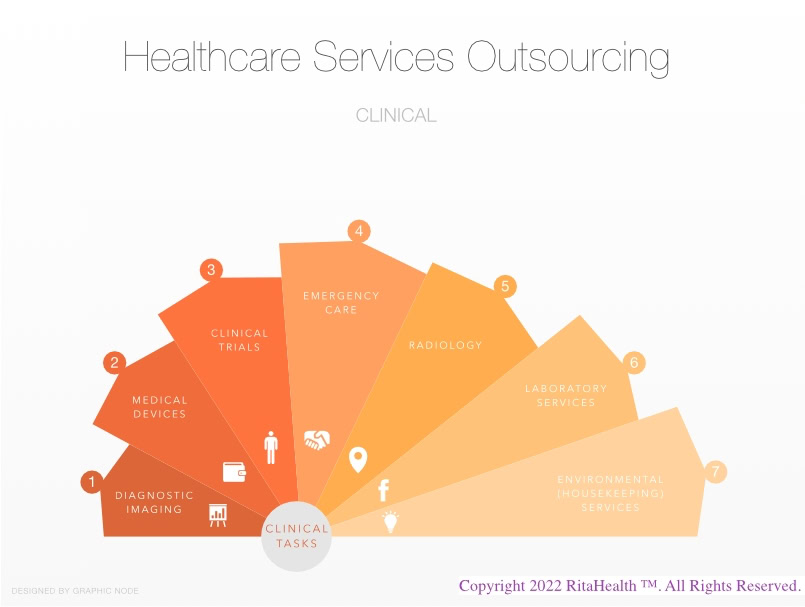 Healthcare Services Outsourcing
CLINICAL
4
3
5
EMERGENCY
CARE
CLINICAL
TRIALS
RADIOLOGY
2
6
MEDICAL
DEVICES
LABORATORY
SERVICES
1
7
DIAGNOSTIC
IMAGING
ENVIRONMENTAL
(HOUSEKEEPING)
SERVICES
f
CLINICAL
TASKS
DESIGNED BY GRAPHIC NODE
Copyright 2022 RitaHealth ™. All Rights Reserved.